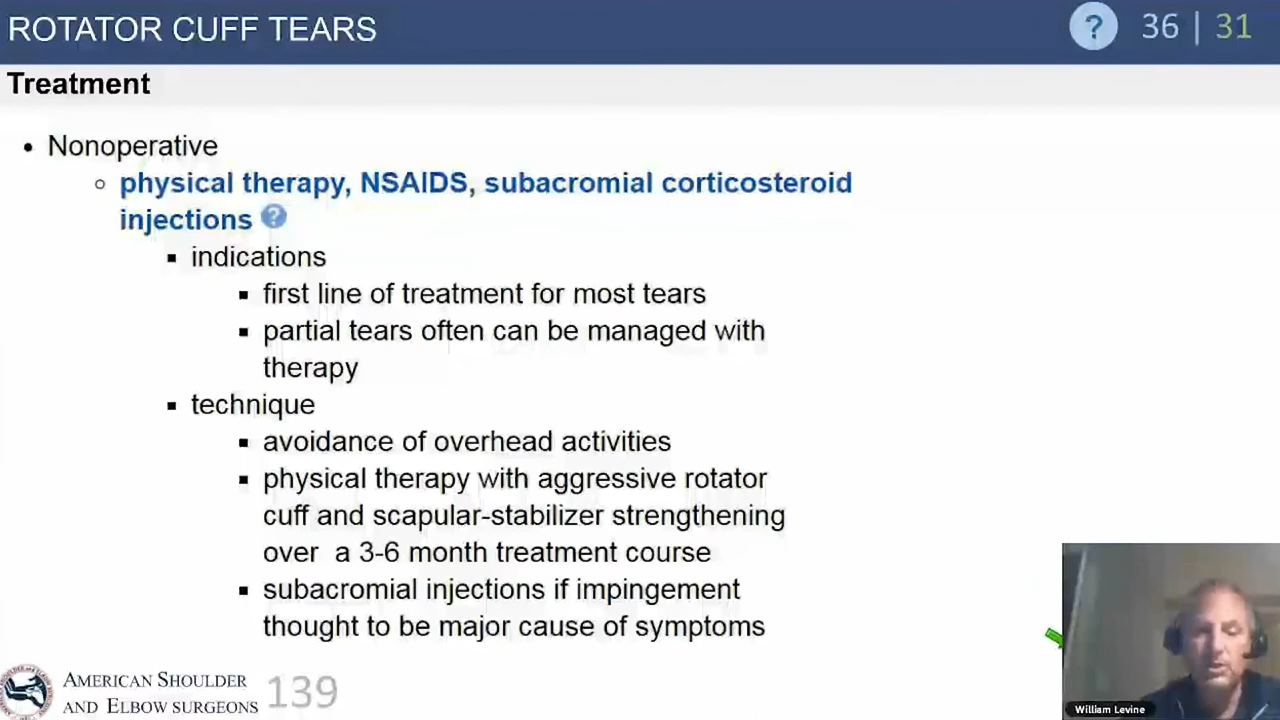 ROTATOR CUFF TEARS
? 36 | 31
Treatment
• Nonoperative
physical therapy, NSAIDS, subacromial corticosteroid
injections ?
▪ indications
▪ first line of treatment for most tears
▪ partial tears often can be managed with
therapy
▪ technique
▪ avoidance of overhead activities
▪ physical therapy with aggressive rotator
cuff and scapular-stabilizer strengthening
over a 3-6 month treatment course
▪ subacromial injections if impingement
thought to be major cause of symptoms
AMERICAN SHOULDER
AND ELBOW SURGEONS
139
William Levine